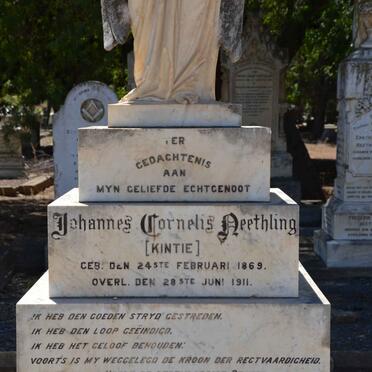 TER
GEDACHTENIS
AAN
MYN GELIEFDE ECHTGENOOT
Johannes Cornelis Neethling
[KINTIE]
GEB. DEN 24STE FEBRUARI 1869.
OVERL. DEN 28STE JUNI 1911.
"IK HEB DEN GOEDEN STRYD GESTREDEN.
IK HEB DEN LOOP GEEINDIGD.
IK HEB HET GELOOF BEHOUDEN:
VOORTS IS MY WEGGELEGD DE KROON DER RECTVAARDIGHEID.